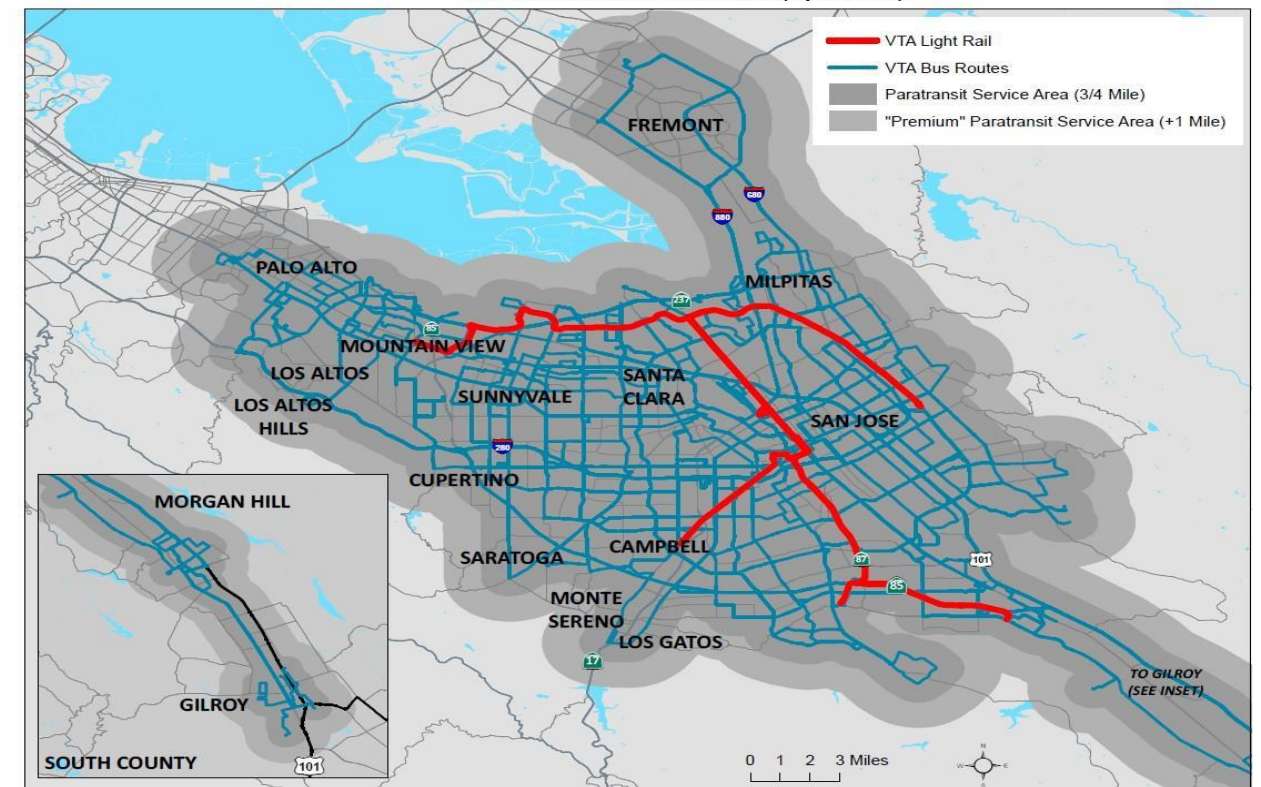 VTA Light Rail
VTA Bus Routes
Paratransit Service Area (3/4 Mile)
"Premium" Paratransit Service Area (+1 Mile)
FREMONT
680
880
PALO ALTO
MILPITAS
237
85
MOUNTAIN VIEW
LOS ALTOS
SANTA
CLARA
SUNNYVALE
LOS ALTOS
HILLS
SAN JOSE
280
CUPERTINO
MORGAN HILL
SARATOGA
CAMPBELL
87
101
85
MONTE
SERENO
LOS GATOS
17
TO GILROY
(SEE INSET)
GILROY
SOUTH COUNTY
101
0 1 2 3 Miles
N
W E
S